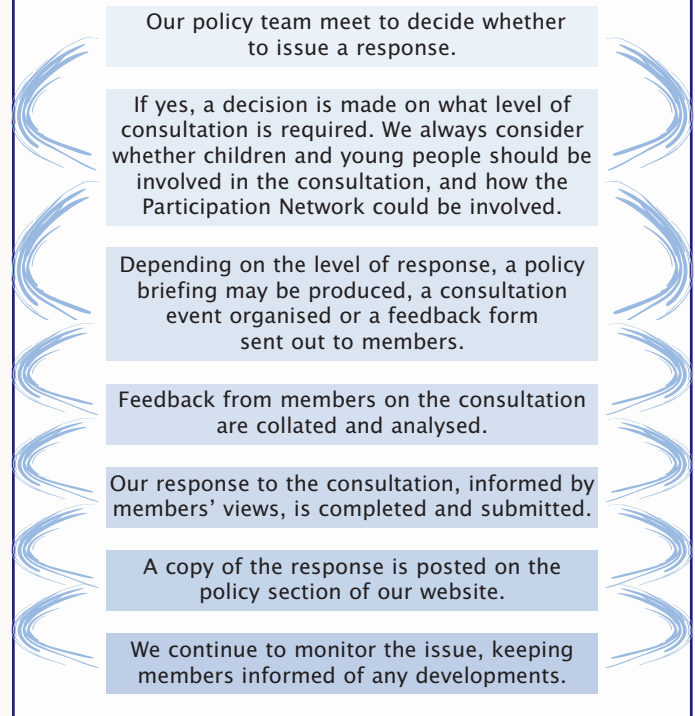 Our policy team meet to decide whether
to issue a response.
If yes, a decision is made on what level of
consultation is required. We always consider
whether children and young people should be
involved in the consultation, and how the
Participation Network could be involved.
Depending on the level of response, a policy
briefing may be produced, a consultation
event organised or a feedback form
sent out to members.
Feedback from members on the consultation
are collated and analysed.
Our response to the consultation, informed by
members’ views, is completed and submitted.
A copy of the response is posted on the
policy section of our website.
We continue to monitor the issue, keeping
members informed of any developments.